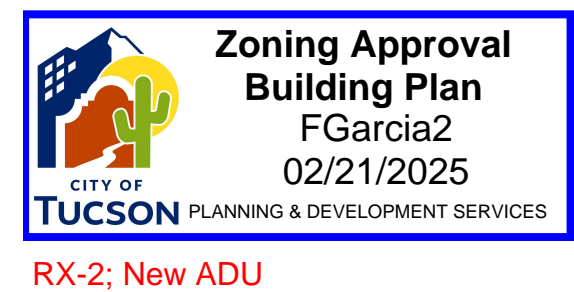 Zoning Approval
Building Plan
FGarcia2
02/21/2025
CITY OF
TUCSON
PLANNING & DEVELOPMENT SERVICES
RX-2; New ADU